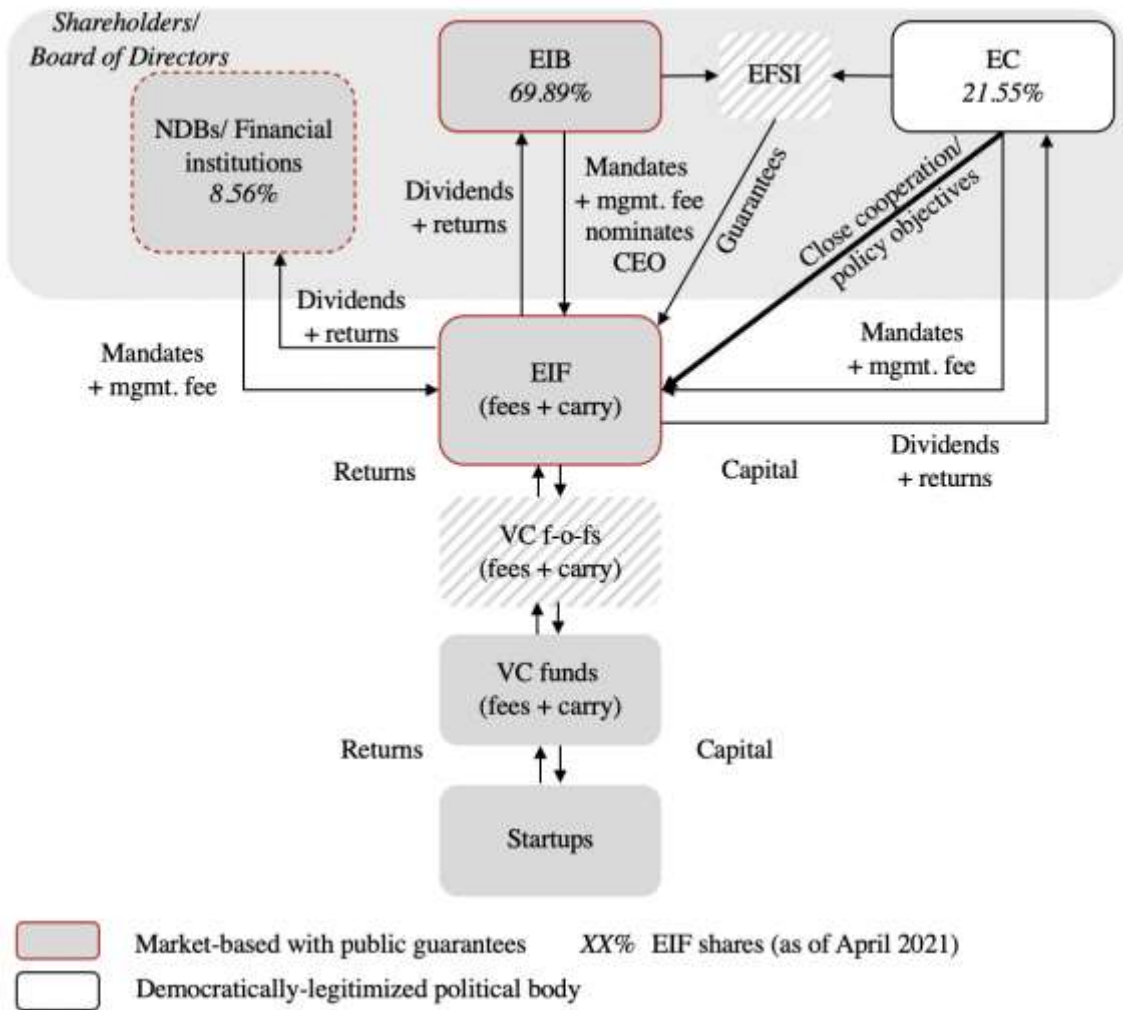 Shareholders/
Board of Directors
EIB
69.89%
EFSI
EC
21.55%
NDBs/ Financial
institutions
8.56%
Dividends
+ returns
Mandates
+ mgmt. fee
nominates
CEO
Guarantees
Close cooperation/
policy objectives
Dividends
+ returns
Mandates
+ mgmt. fee
EIF
(fees + carry)
Mandates
+ mgmt. fee
Dividends
+ returns
Returns
Capital
VC f-o-fs
(fees + carry)
VC funds
(fees + carry)
Returns
Capital
Startups
Market-based with public guarantees
XX% EIF shares (as of April 2021)
Democratically-legitimized political body